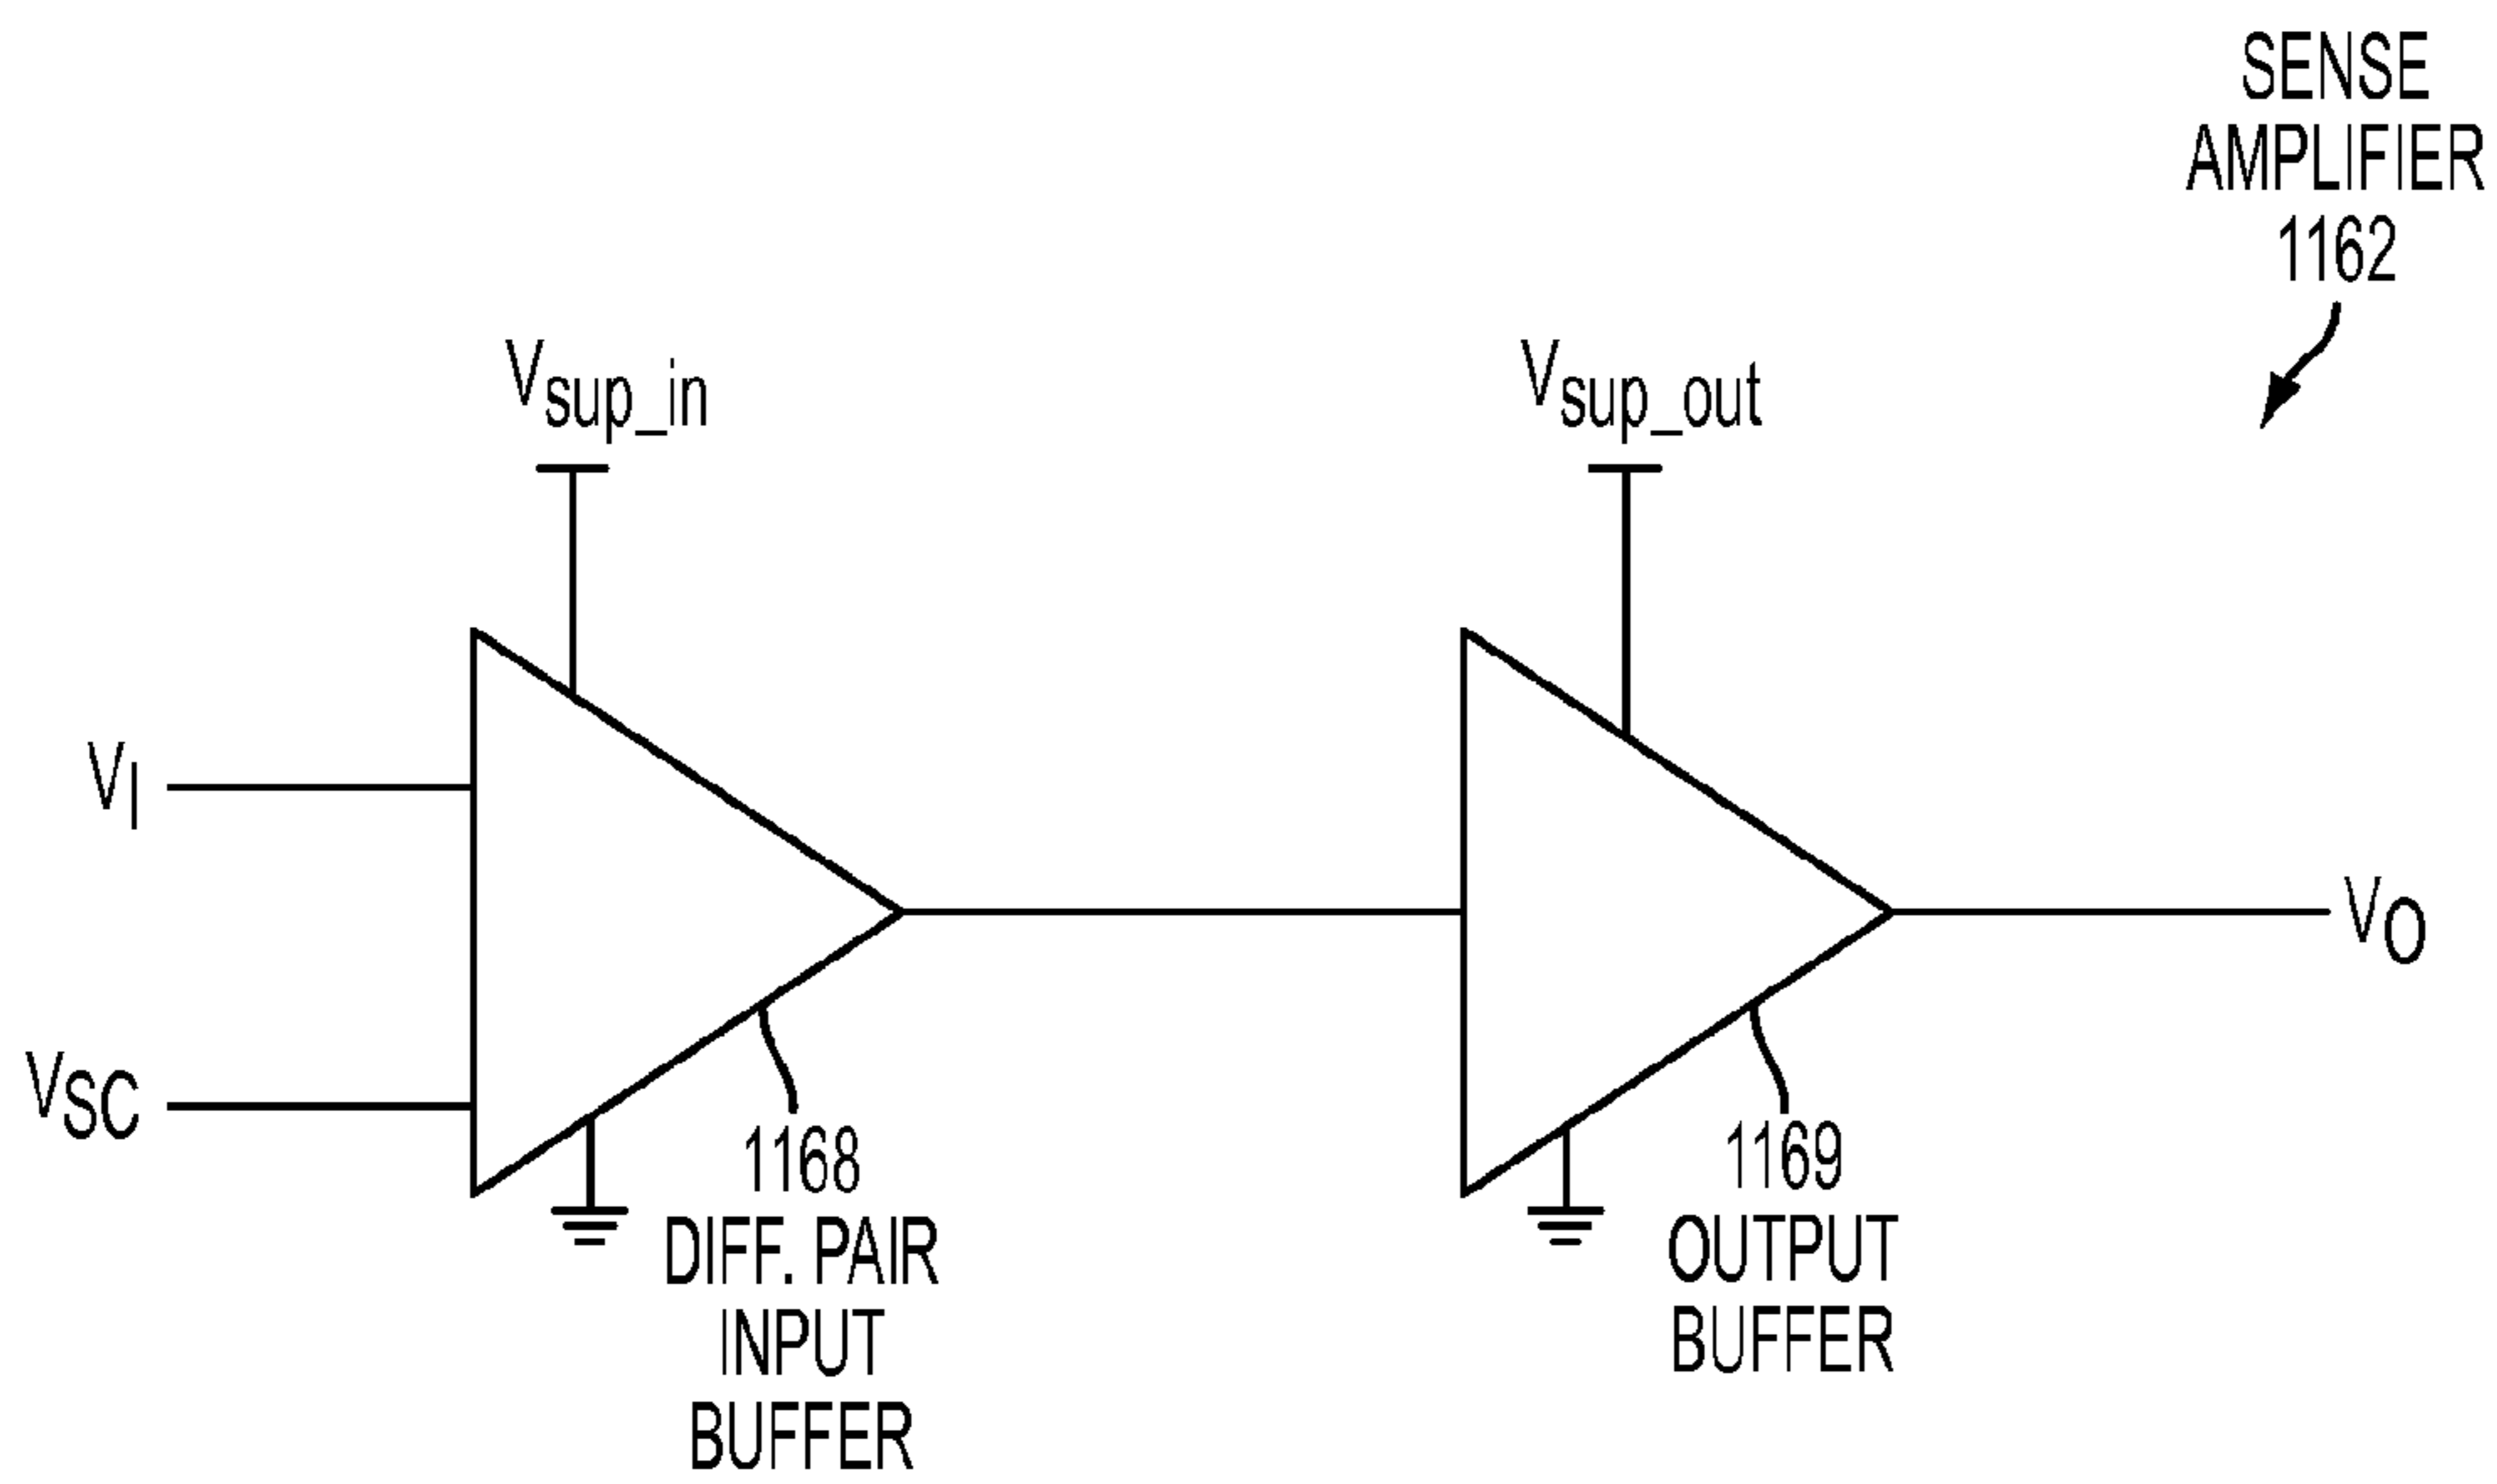 SENSE
AMPLIFIER
1162
Vsup_in
Vsup_out
VI
VO
VSC
1168
DIFF. PAIR
INPUT
BUFFER
1169
OUTPUT
BUFFER